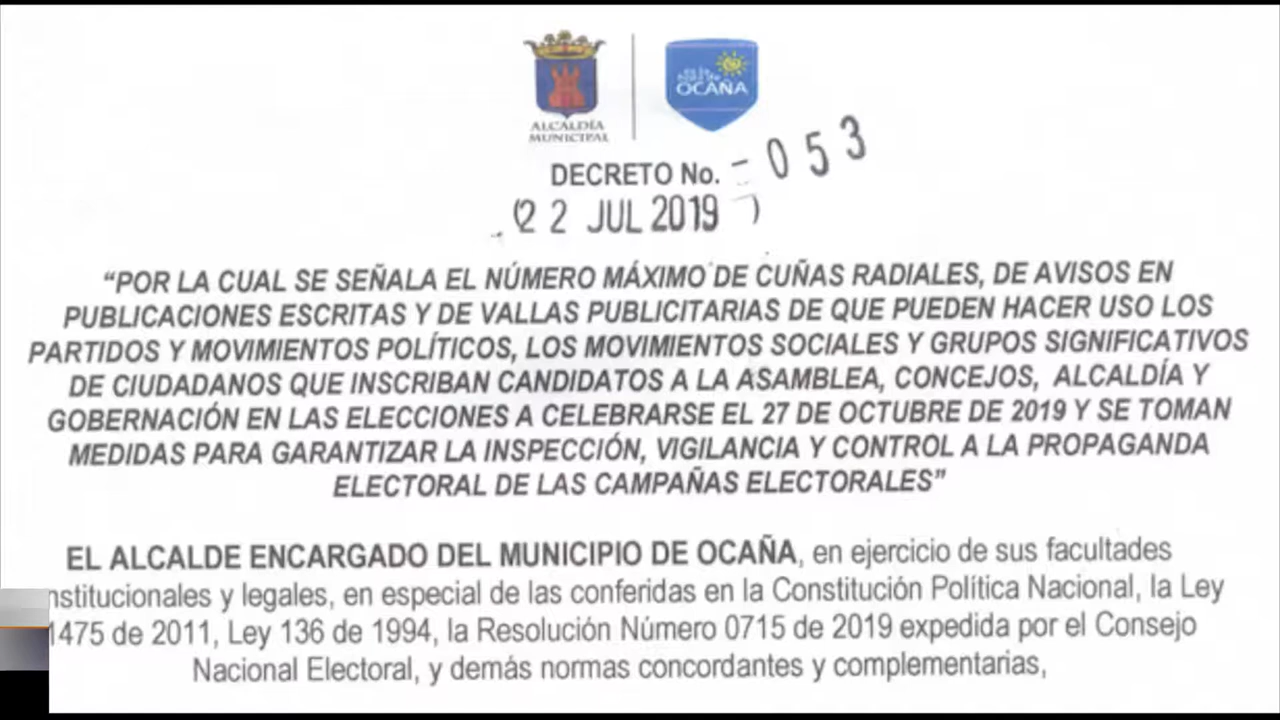 ALCALDÍA
MUNICIPAL
OCAÑA
DECRETO No. - 053
(22 JUL 2019)
“POR LA CUAL SE SEÑALA EL NÚMERO MÁXIMO DE CUÑAS RADIALES, DE AVISOS EN
PUBLICACIONES ESCRITAS Y DE VALLAS PUBLICITARIAS DE QUE PUEDEN HACER USO LOS
PARTIDOS Y MOVIMIENTOS POLÍTICOS, LOS MOVIMIENTOS SOCIALES Y GRUPOS SIGNIFICATIVOS
DE CIUDADANOS QUE INSCRIBAN CANDIDATOS A LA ASAMBLEA, CONCEJOS, ALCALDÍA Y
GOBERNACIÓN EN LAS ELECCIONES A CELEBRARSE EL 27 DE OCTUBRE DE 2019 Y SE TOMAN
MEDIDAS PARA GARANTIZAR LA INSPECCIÓN, VIGILANCIA Y CONTROL A LA PROPAGANDA
ELECTORAL DE LAS CAMPAÑAS ELECTORALES”
EL ALCALDE ENCARGADO DEL MUNICIPIO DE OCAÑA, en ejercicio de sus facultades
nstitucionales y legales, en especial de las conferidas en la Constitución Política Nacional, la Ley
1475 de 2011, Ley 136 de 1994, la Resolución Número 0715 de 2019 expedida por el Consejo
Nacional Electoral, y demás normas concordantes y complementarias,